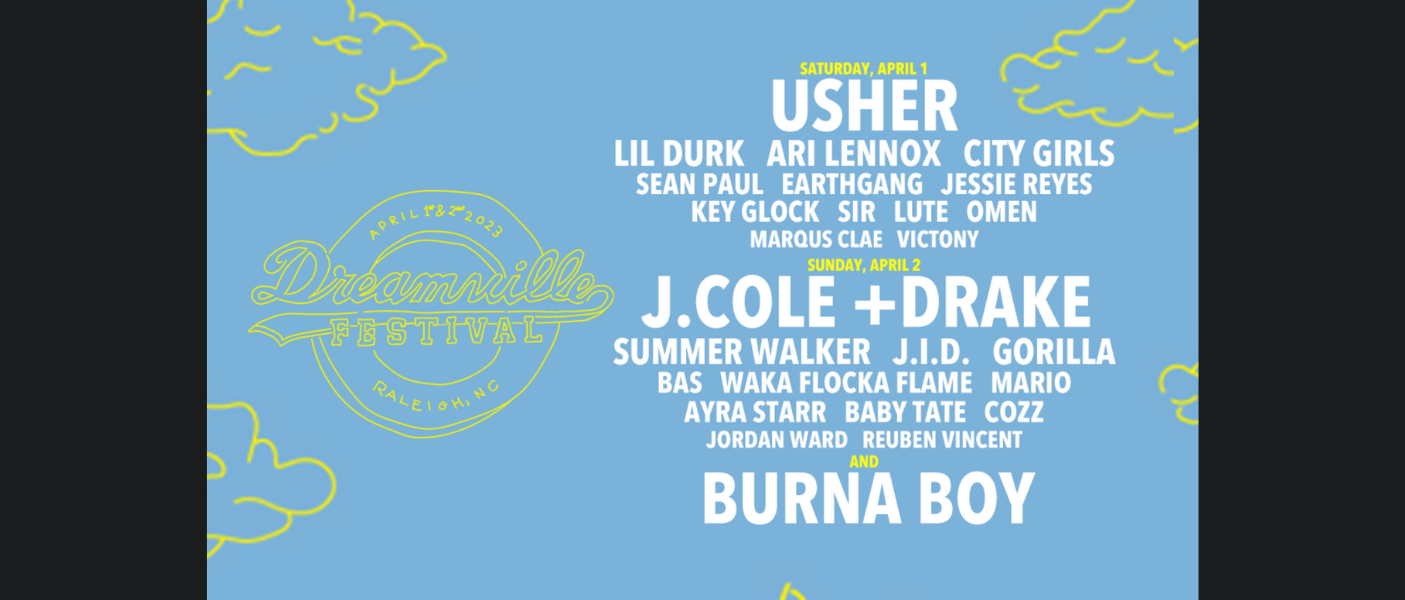 APRIL 1st & 2nd 2023
Dreamville
FESTIVAL
RALEIGH, NC
SATURDAY, APRIL 1
USHER
LIL DURK ARI LENNOX CITY GIRLS
SEAN PAUL EARTHGANG JESSIE REYES
KEY GLOCK SIR LUTE OMEN
MARQUS CLAE VICTONY
SUNDAY, APRIL 2
J.COLE +DRAKE
SUMMER WALKER J.I.D. GORILLA
BAS WAKA FLOCKA FLAME MARIO
AYRA STARR BABY TATE COZZ
JORDAN WARD REUBEN VINCENT
AND
BURNA BOY